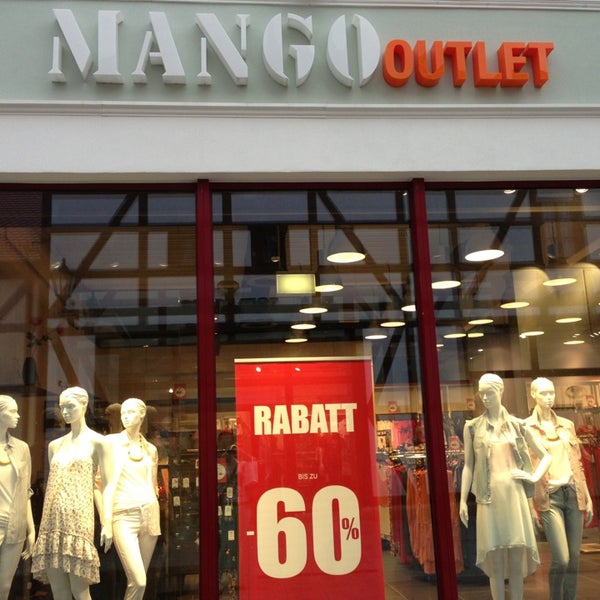 MANGO OUTLET
RABATT
BIS ZU
-60%